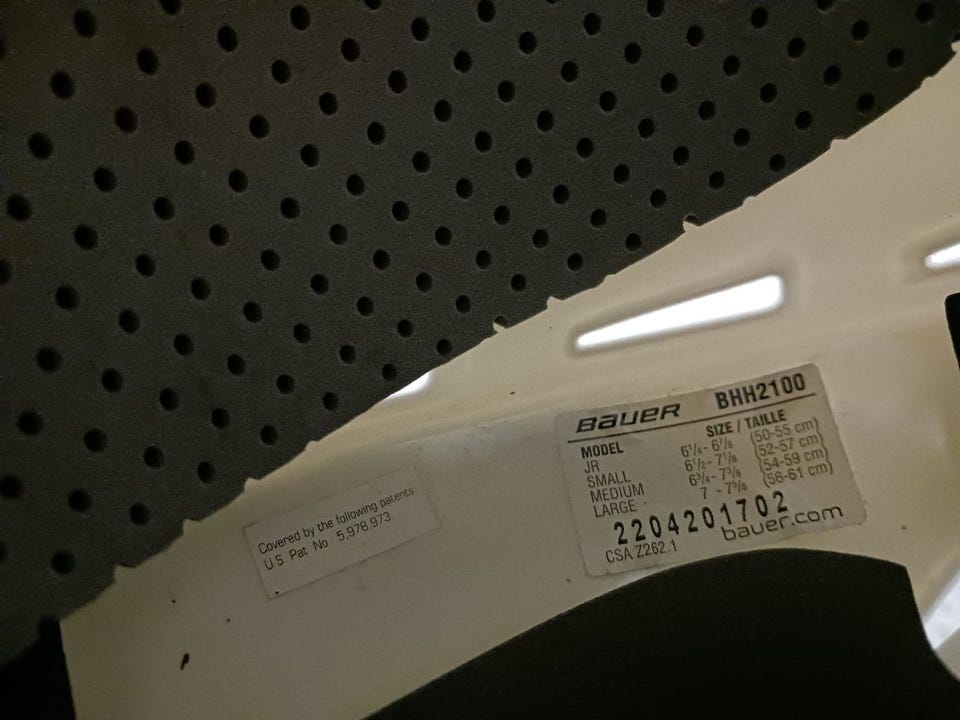 Covered by the following patents
U.S. Pat No 5,978,973
BAUER BHH2100
MODEL SIZE / TAILLE
JR 6¼ - 6⅞ (50-55 cm)
SMALL 6½ - 7⅛ (52-57 cm)
MEDIUM 6¾ - 7⅜ (54-59 cm)
LARGE 7 - 7⅝ (56-61 cm)
2204201702
CSA Z262.1 bauer.com